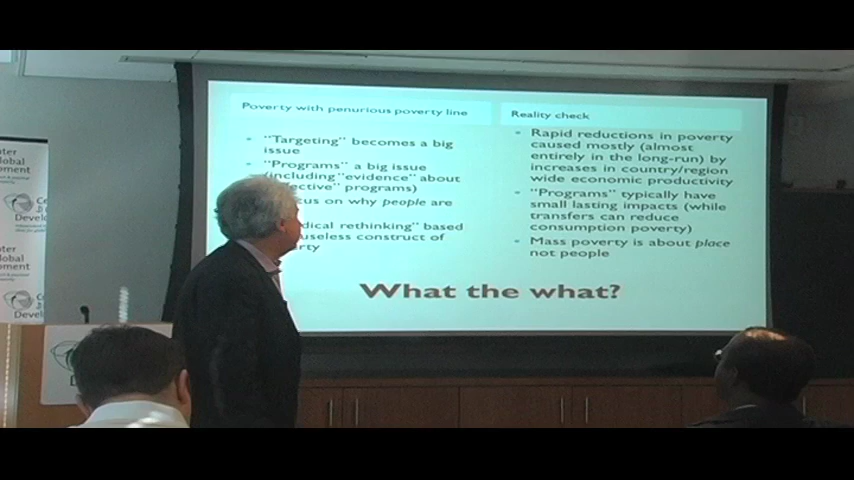 Poverty with penurious poverty line
"Targeting" becomes a big
issue
"Programs" a big issue
(including "evidence" about
programs)
on why people are
rethinking" based
useless construct of
Reality check
Rapid reductions in poverty
caused mostly (almost
entirely in the long-run) by
increases in country/region
wide economic productivity
"Programs" typically have
small lasting impacts (while
transfers can reduce
consumption poverty)
Mass poverty is about place
not people
What the what?